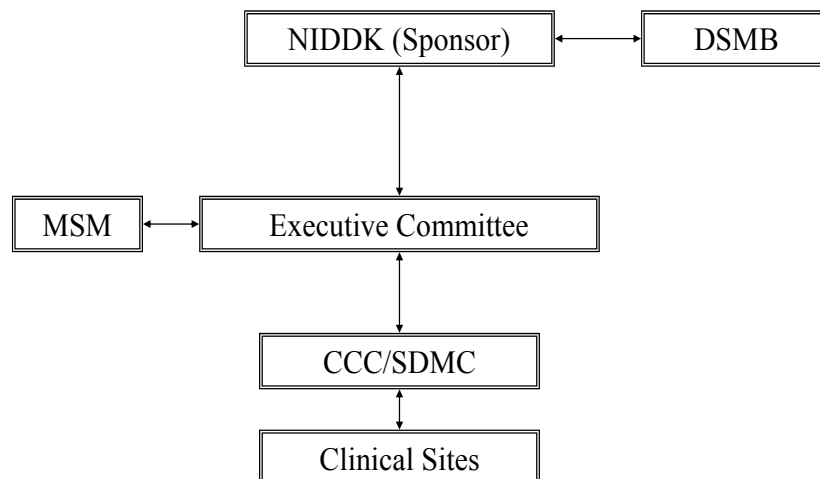 NIDDK (Sponsor)
DSMB
MSM
Executive Committee
CCC/SDMC
Clinical Sites